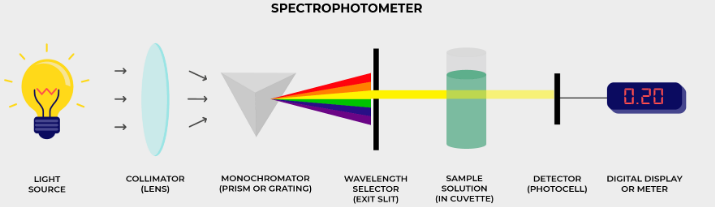 SPECTROPHOTOMETER
0.20
LIGHT
SOURCE
COLLIMATOR
(LENS)
MONOCHROMATOR
(PRISM OR GRATING)
WAVELENGTH
SELECTOR
(EXIT SLIT)
SAMPLE
SOLUTION
(IN CUVETTE)
DETECTOR
(PHOTOCELL)
DIGITAL DISPLAY
OR METER